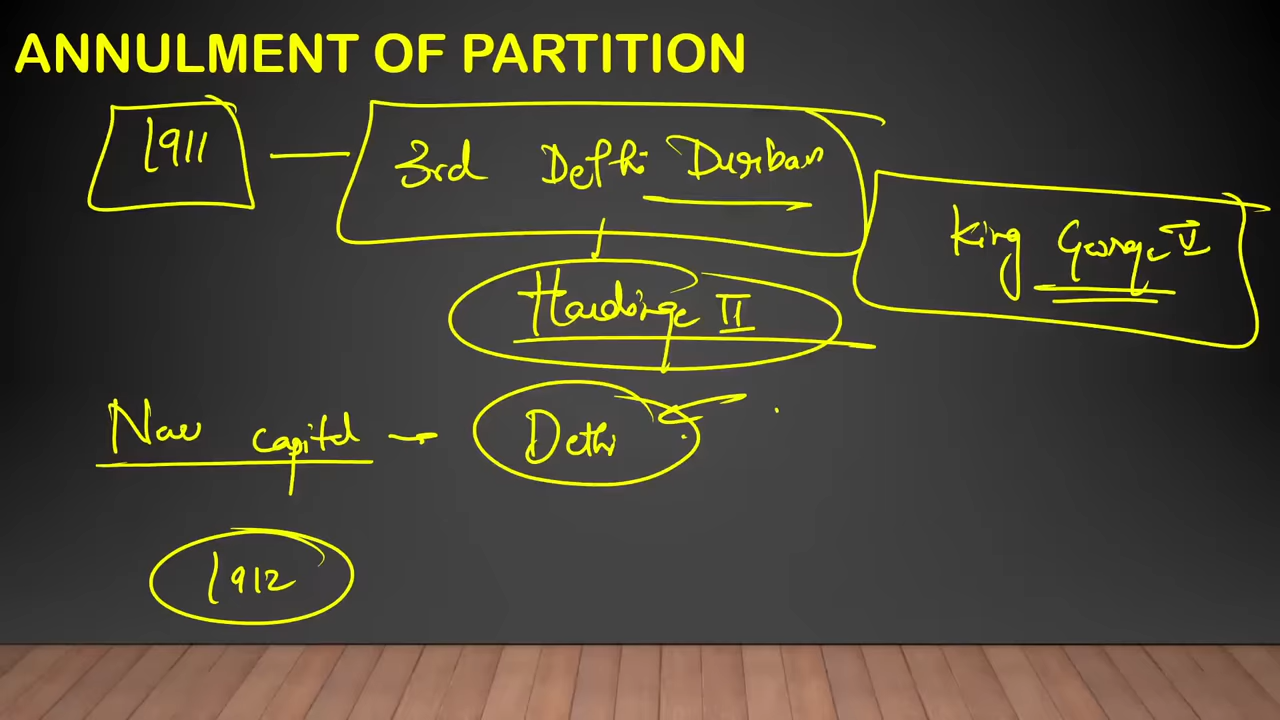 ANNULMENT OF PARTITION
1911 — 3rd Delhi Durbar
King George V
Hardinge II
New capital → Delhi
1912